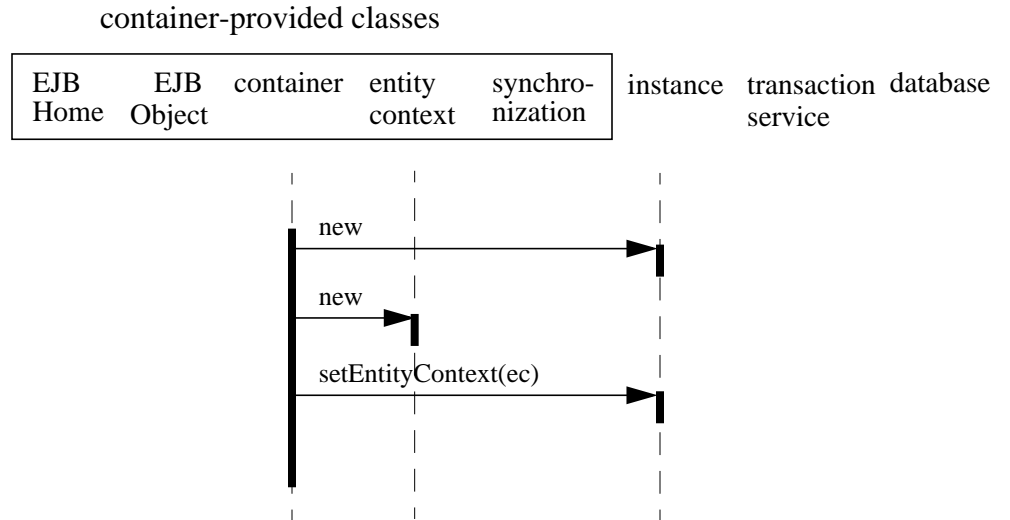 container-provided classes
EJB EJB container entity synchro- instance transaction database
Home Object context nization service
new
new
setEntityContext(ec)